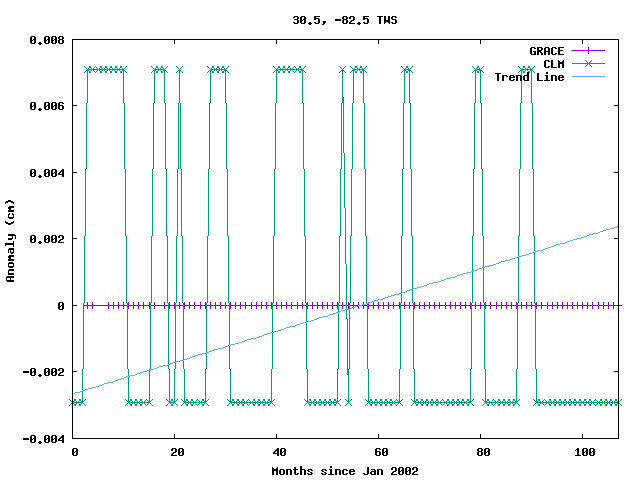 30.5, -82.5 TWS
0.008
0.006
0.004
0.002
0
-0.002
-0.004
Anomaly (cm)
GRACE
CLM
Trend Line
0 20 40 60 80 100
Months since Jan 2002